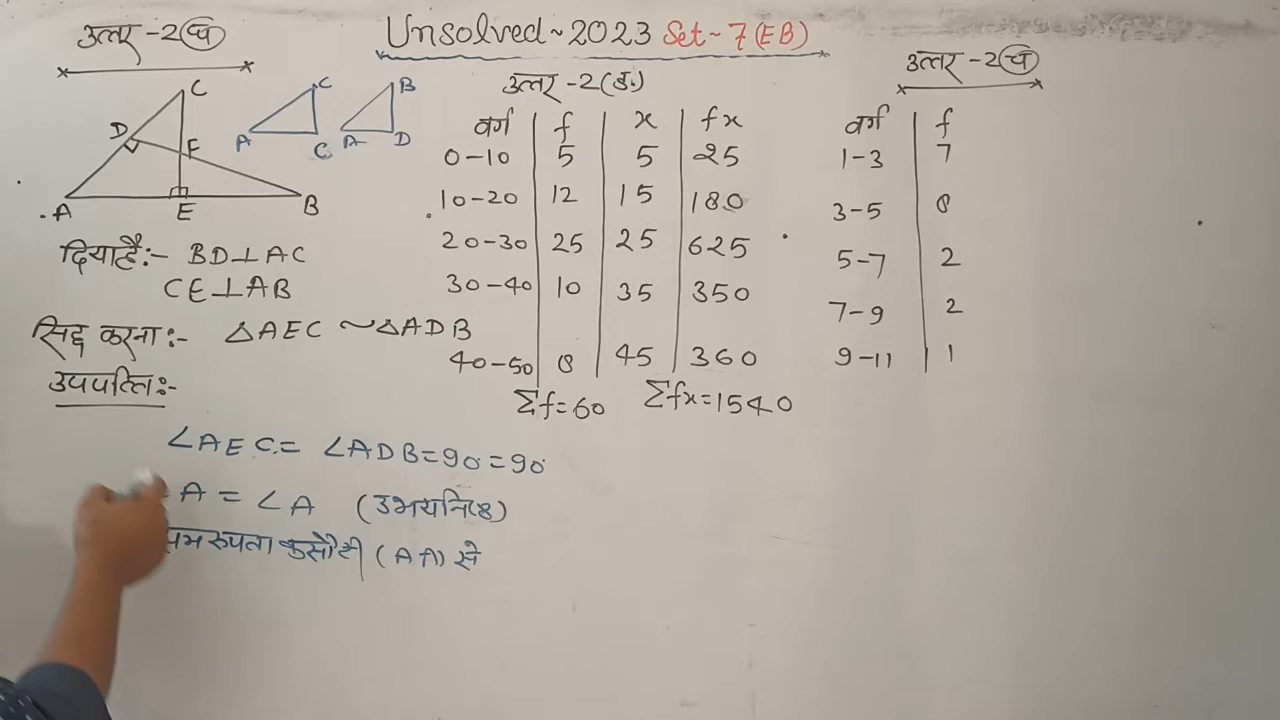 Unsolved~2023 Set~7(EB)
उत्तर-2(घ)
C
D
F
A
E
B
C
A
C
B
A
D
दिया है:- BD⊥AC
CE⊥AB
सिद्ध करना:- △AEC ~ △ADB
उपपत्ति:-
∠AEC = ∠ADB = 90 = 90
A = ∠A (उभयनिष्ठ)
समरूपता कसौटी (AA) से
उत्तर-2(ङ.)
वर्ग f x fx
0-10 5 5 25
10-20 12 15 180
20-30 25 25 625
30-40 10 35 350
40-50 8 45 360
Σf=60 Σfx=1540
उत्तर-2(च)
वर्ग f
1-3 7
3-5 8
5-7 2
7-9 2
9-11 1